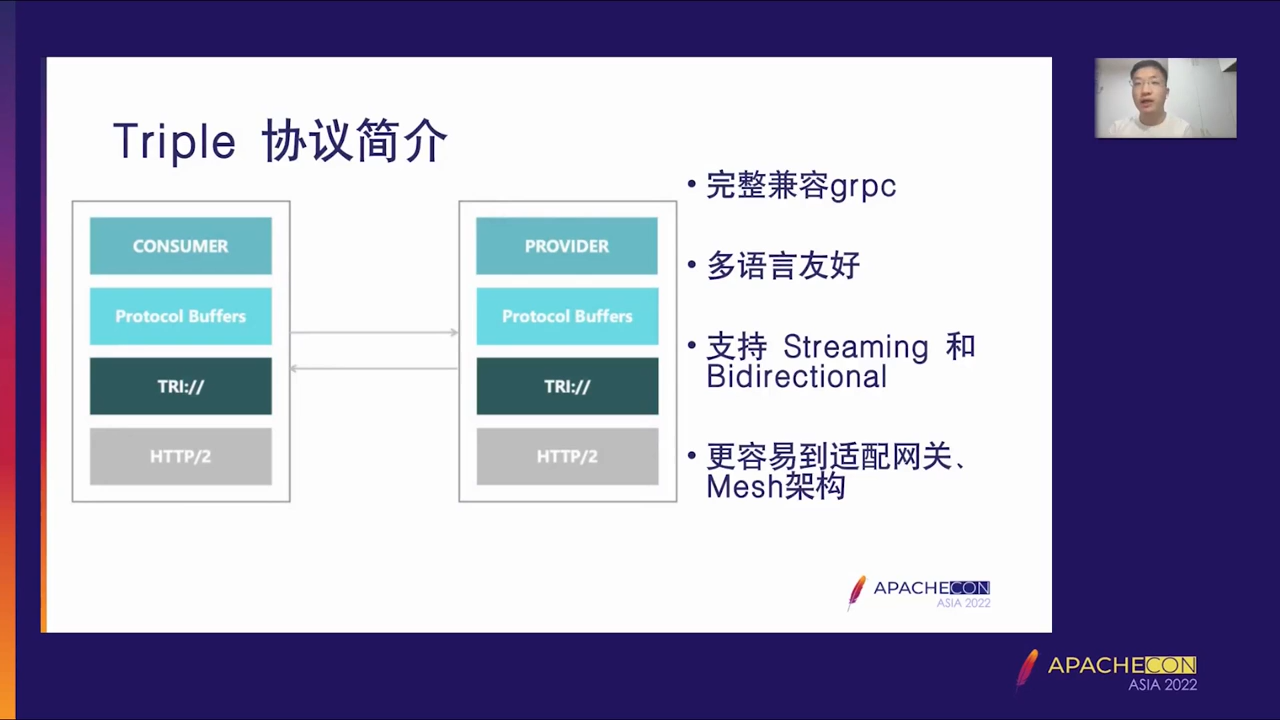 Triple 协议简介
CONSUMER
Protocol Buffers
TRI://
HTTP/2
PROVIDER
Protocol Buffers
TRI://
HTTP/2
• 完整兼容grpc
• 多语言友好
• 支持 Streaming 和
Bidirectional
• 更容易到适配网关、
Mesh架构
APACHECON
ASIA 2022
APACHECON
ASIA 2022